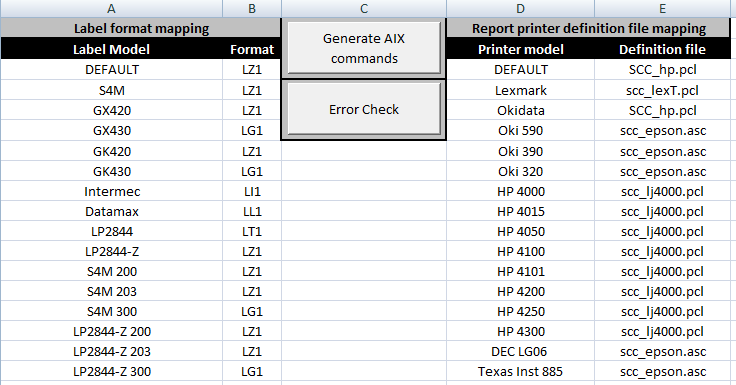 A B C D E
Label format mapping Generate AIX commands Report printer definition file mapping
Label Model Format Printer model Definition file
DEFAULT LZ1 DEFAULT SCC_hp.pcl
S4M LZ1 Lexmark scc_lexT.pcl
GX420 LZ1 Error Check Okidata SCC_hp.pcl
GX430 LG1 Oki 590 scc_epson.asc
GK420 LZ1 Oki 390 scc_epson.asc
GK430 LG1 Oki 320 scc_epson.asc
Intermec LI1 HP 4000 scc_lj4000.pcl
Datamax LL1 HP 4015 scc_lj4000.pcl
LP2844 LT1 HP 4050 scc_lj4000.pcl
LP2844-Z LZ1 HP 4100 scc_lj4000.pcl
S4M 200 LZ1 HP 4101 scc_lj4000.pcl
S4M 203 LZ1 HP 4200 scc_lj4000.pcl
S4M 300 LG1 HP 4250 scc_lj4000.pcl
LP2844-Z 200 LZ1 HP 4300 scc_lj4000.pcl
LP2844-Z 203 LZ1 DEC LG06 scc_epson.asc
LP2844-Z 300 LG1 Texas Inst 885 scc_epson.asc